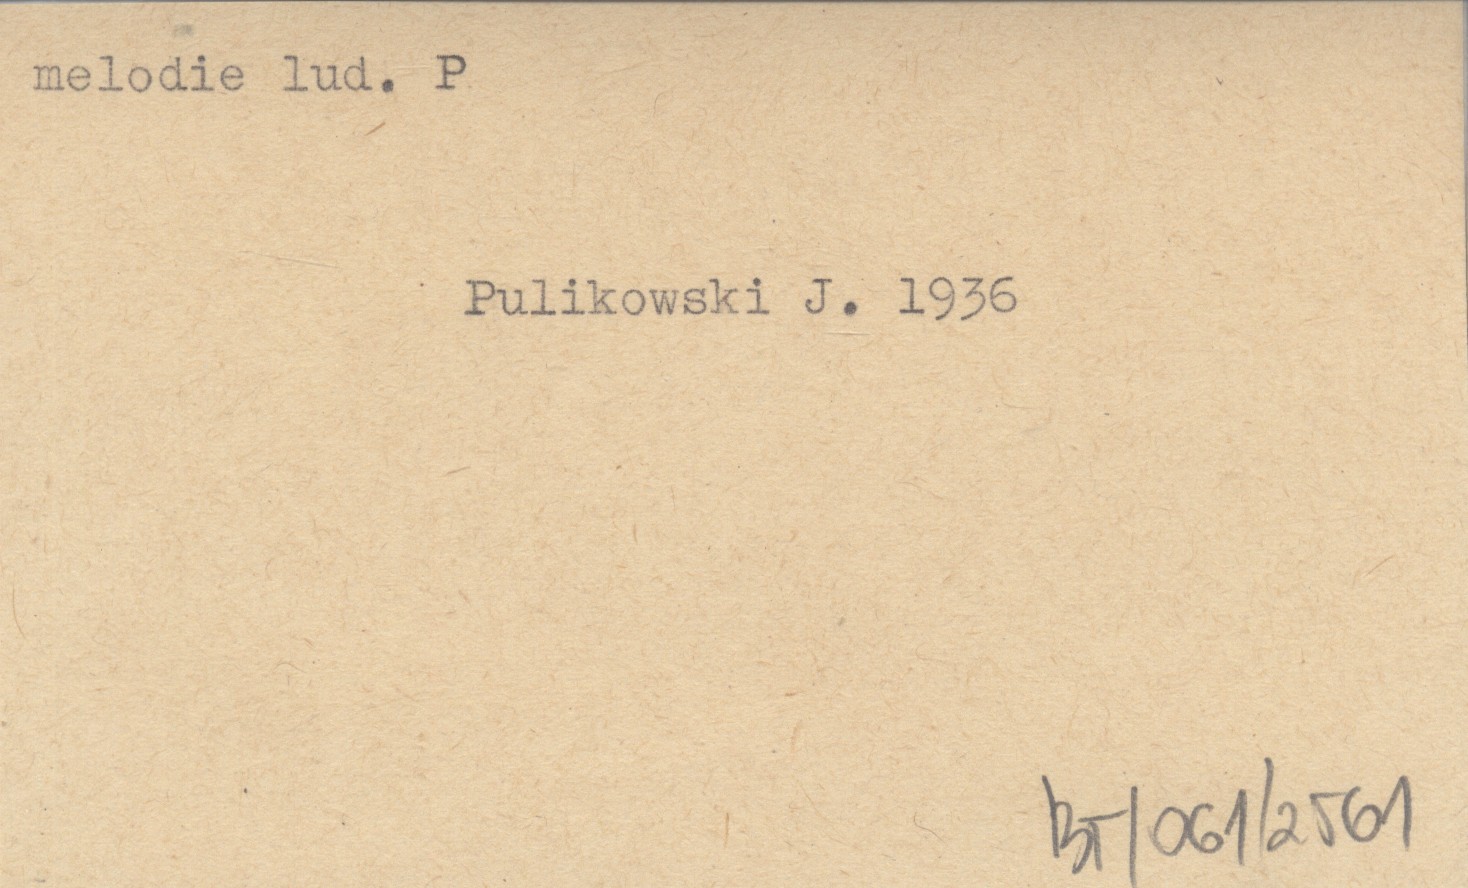 melodie lud. P
Pulikowski J. 1936
BT/061/2561